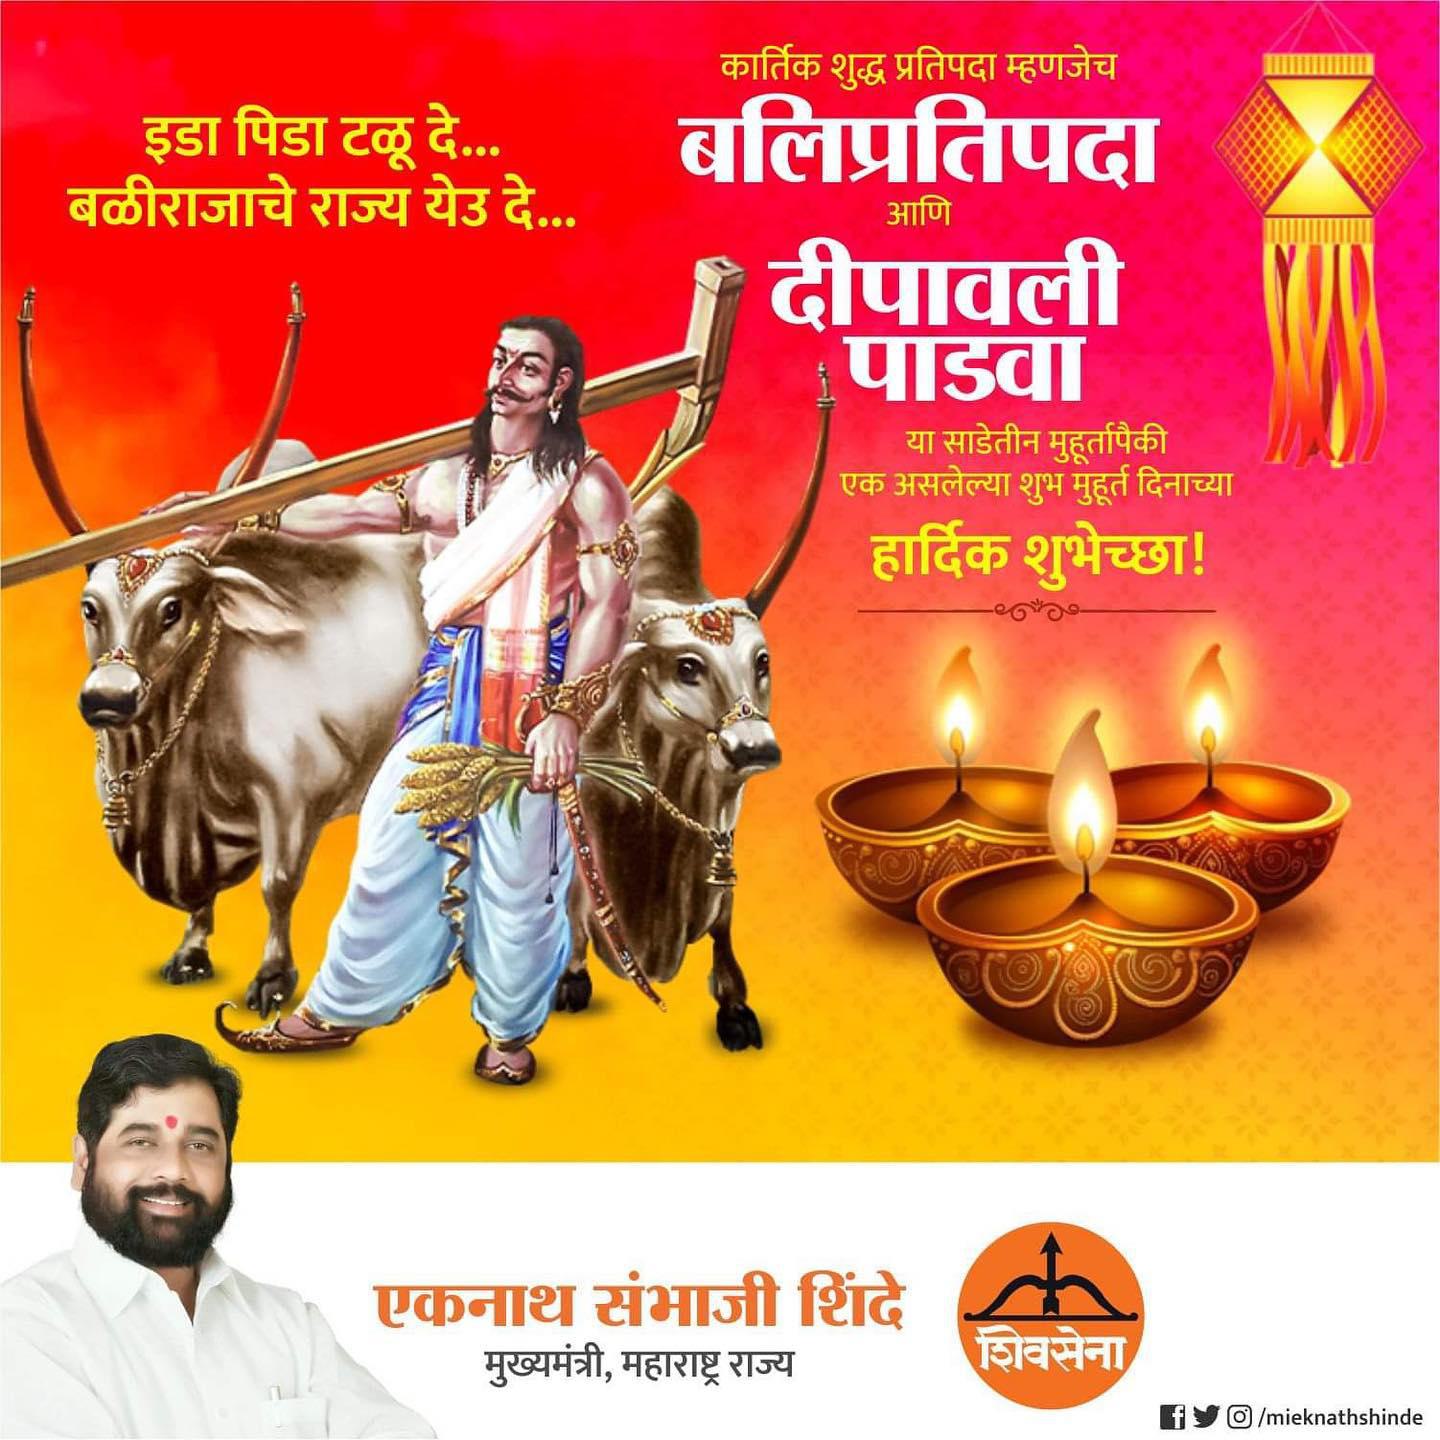 इडा पिडा टळू दे...
बळीराजाचे राज्य येउ दे...
कार्तिक शुद्ध प्रतिपदा म्हणजेच
बलिप्रतिपदा
आणि
दीपावली
पाडवा
या साडेतीन मुहूर्तापैकी
एक असलेल्या शुभ मुहूर्त दिनाच्या
हार्दिक शुभेच्छा!
एकनाथ संभाजी शिंदे
मुख्यमंत्री, महाराष्ट्र राज्य
शिवसेना
/mieknathshinde